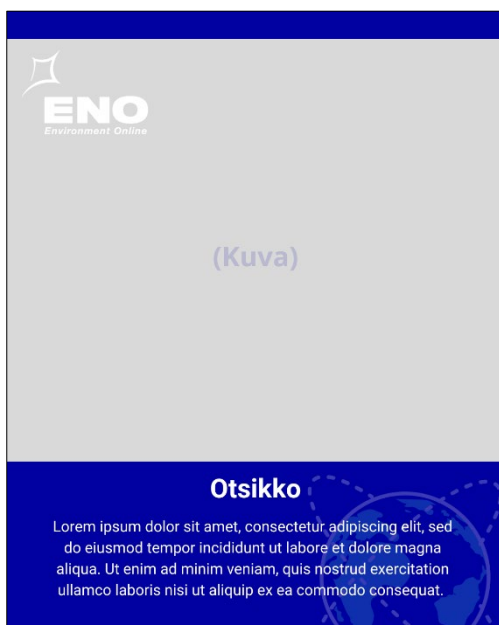 ENO
Environment Online
(Kuva)
Otsikko
Lorem ipsum dolor sit amet, consectetur adipiscing elit, sed
do eiusmod tempor incididunt ut labore et dolore magna
aliqua. Ut enim ad minim veniam, quis nostrud exercitation
ullamco laboris nisi ut aliquip ex ea commodo consequat.